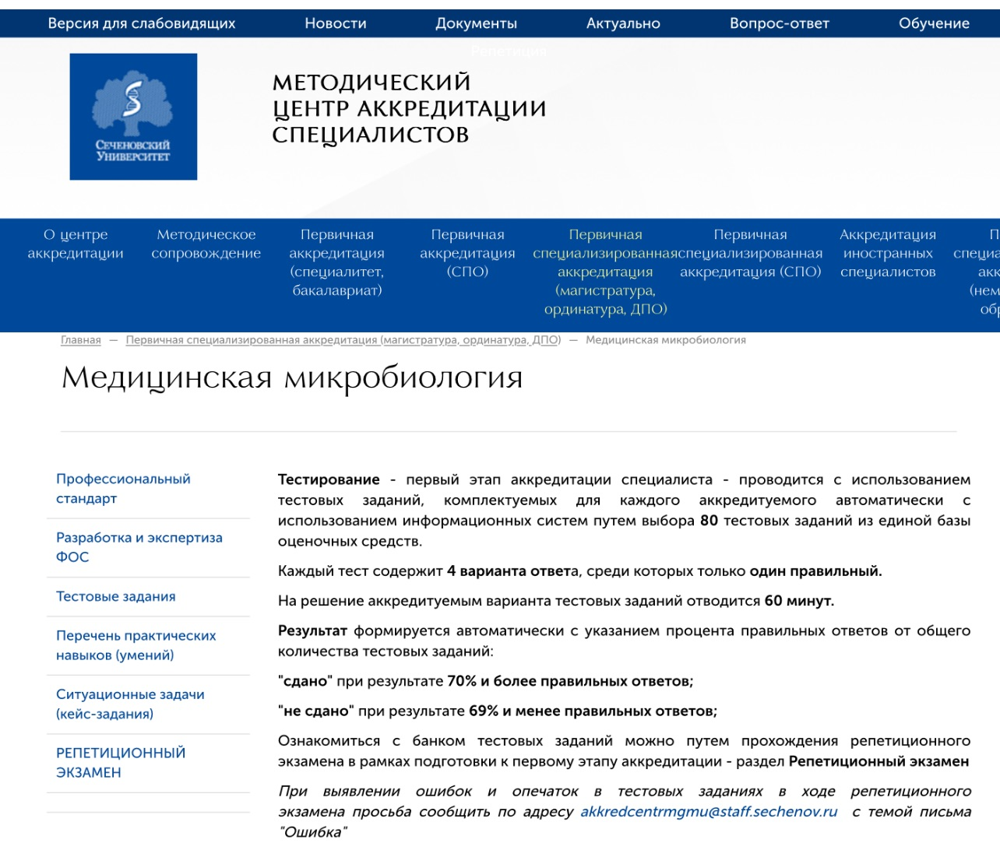 Версия для слабовидящих Новости Документы Актуально Вопрос-ответ Обучение
Репетиция
СЕЧЕНОВСКИЙ
УНИВЕРСИТЕТ
МЕТОДИЧЕСКИЙ
ЦЕНТР АККРЕДИТАЦИИ
СПЕЦИАЛИСТОВ
О центре
аккредитации
Методическое
сопровождение
Первичная
аккредитация
(специалитет,
бакалавриат)
Первичная
аккредитация
(СПО)
Первичная
специализированная
аккредитация
(магистратура,
ординатура, ДПО)
Первичная
специализированная
аккредитация (СПО)
Аккредитация
иностранных
специалистов
Главная — Первичная специализированная аккредитация (магистратура, ординатура, ДПО) — Медицинская микробиология
Медицинская микробиология
Профессиональный
стандарт
Разработка и экспертиза
ФОС
Тестовые задания
Перечень практических
навыков (умений)
Ситуационные задачи
(кейс-задания)
РЕПЕТИЦИОННЫЙ
ЭКЗАМЕН
Тестирование - первый этап аккредитации специалиста - проводится с использованием
тестовых заданий, комплектуемых для каждого аккредитуемого автоматически с
использованием информационных систем путем выбора 80 тестовых заданий из единой базы
оценочных средств.
Каждый тест содержит 4 варианта ответа, среди которых только один правильный.
На решение аккредитуемым варианта тестовых заданий отводится 60 минут.
Результат формируется автоматически с указанием процента правильных ответов от общего
количества тестовых заданий:
"сдано" при результате 70% и более правильных ответов;
"не сдано" при результате 69% и менее правильных ответов;
Ознакомиться с банком тестовых заданий можно путем прохождения репетиционного
экзамена в рамках подготовки к первому этапу аккредитации - раздел Репетиционный экзамен
При выявлении ошибок и опечаток в тестовых заданиях в ходе репетиционного
экзамена просьба сообщить по адресу akkredcentrmgmu@staff.sechenov.ru с темой письма
"Ошибка"